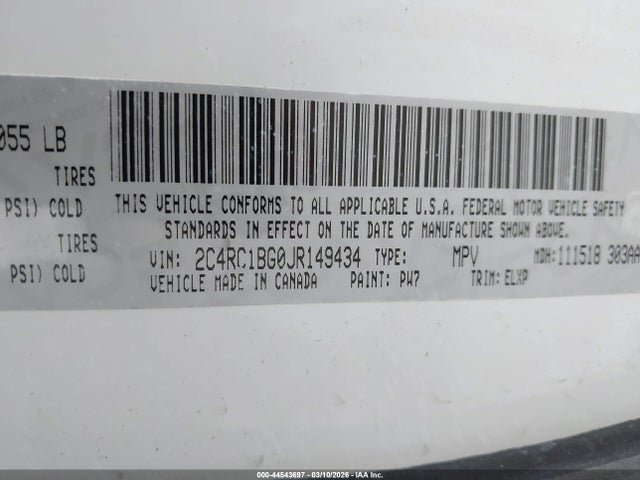 055 LB
TIRES
PSI) COLD
TIRES
PSI) COLD
THIS VEHICLE CONFORMS TO ALL APPLICABLE U.S.A. FEDERAL MOTOR VEHICLE SAFETY
STANDARDS IN EFFECT ON THE DATE OF MANUFACTURE SHOWN ABOVE.
VIN: 2C4RC1BG0JR149434 TYPE: MPV MDH:111518 303AA
VEHICLE MADE IN CANADA PAINT: PW7 TRIM: ELXP
000-44543697 - 03/10/2026 - IAA Inc.